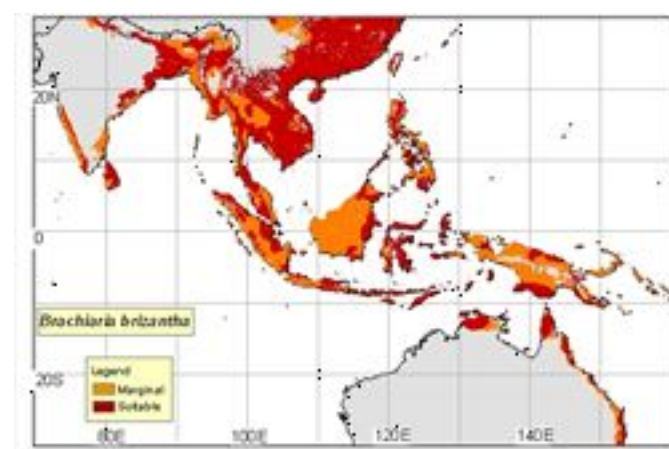 20N
0
Brachiaria brizantha
Legend
Marginal
Suitable
20S
80E 100E 120E 140E